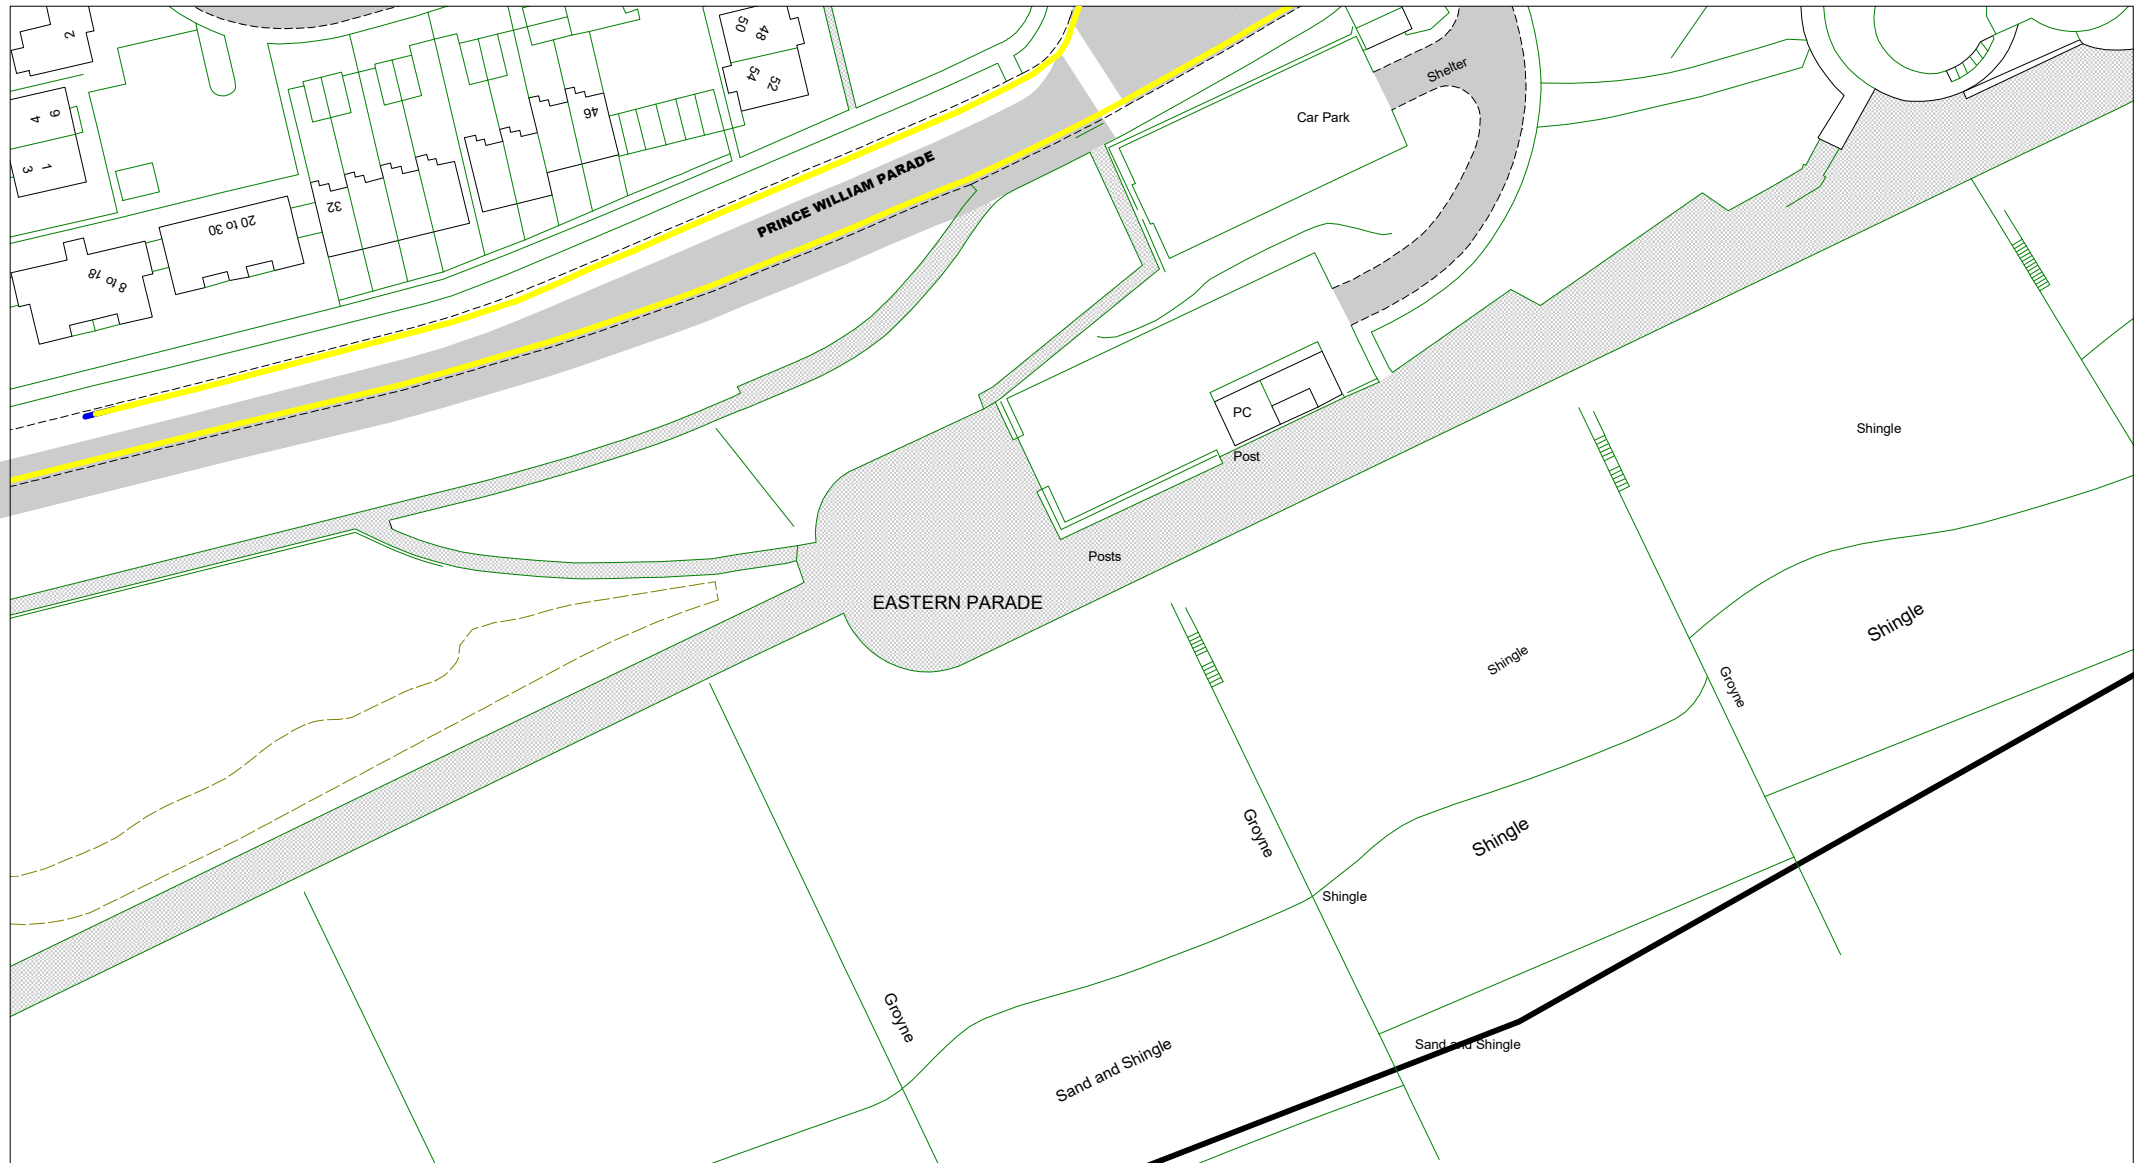 2
50
48
54
52
6
4
1
3
46
32
20 to 30
8 to 18
PRINCE WILLIAM PARADE
Shelter
Car Park
PC
Post
Posts
EASTERN PARADE
Shingle
Shingle
Shingle
Groyne
Groyne
Shingle
Shingle
Groyne
Sand and Shingle
Sand and Shingle